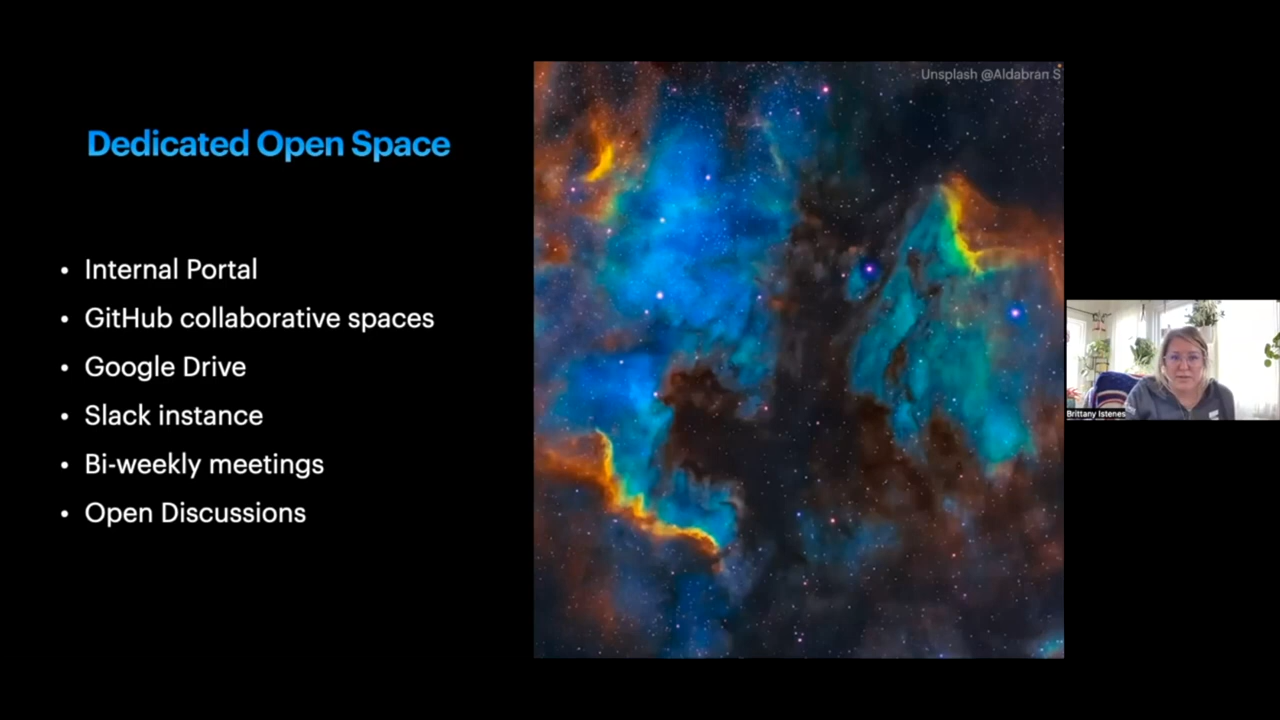 Unsplash @Aldabran S
Dedicated Open Space
• Internal Portal
• GitHub collaborative spaces
• Google Drive
• Slack instance
• Bi-weekly meetings
• Open Discussions
Brittany Istenes